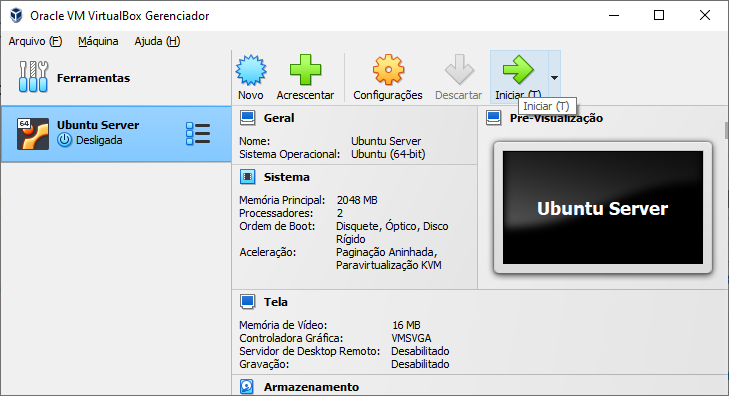 Oracle VM VirtualBox Gerenciador
Arquivo (F) Máquina Ajuda (H)
Ferramentas
Novo Acrescentar Configurações Descartar Iniciar (T)
Iniciar (T)
64
Ubuntu Server
Desligada
Geral
Nome: Ubuntu Server
Sistema Operacional: Ubuntu (64-bit)
Sistema
Memória Principal: 2048 MB
Processadores: 2
Ordem de Boot: Disquete, Óptico, Disco
Rígido
Aceleração: Paginação Aninhada,
Paravirtualização KVM
Pré-Visualização
Ubuntu Server
Tela
Memória de Vídeo: 16 MB
Controladora Gráfica: VMSVGA
Servidor de Desktop Remoto: Desabilitado
Gravação: Desabilitado
Armazenamento